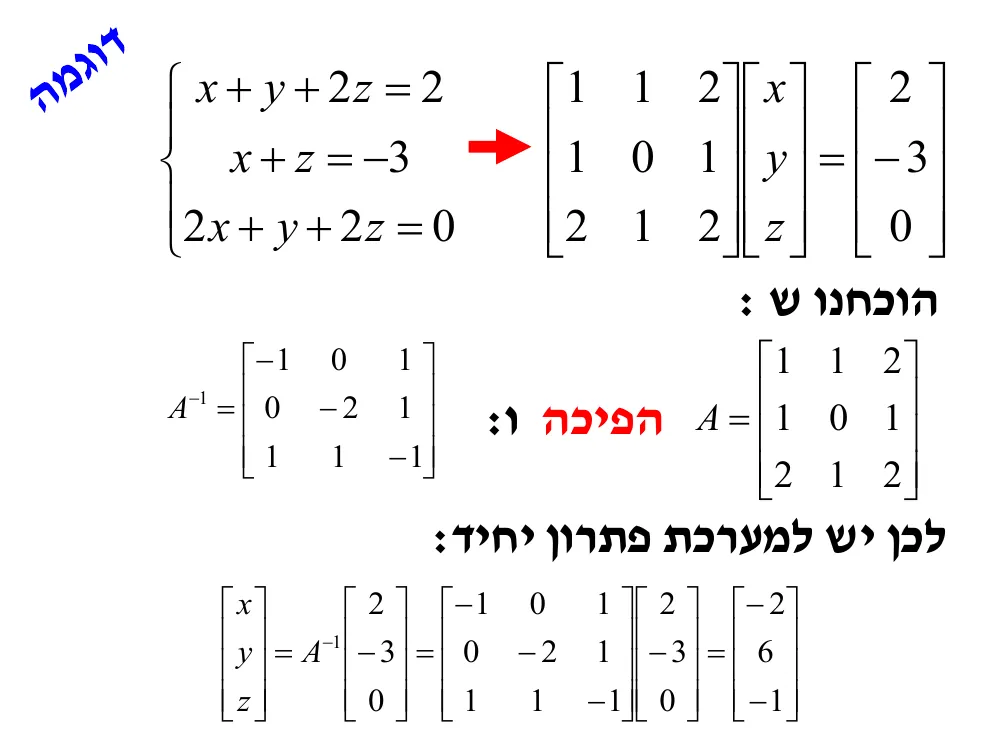 דוגמה
x + y + 2z = 2
x + z = −3
2x + y + 2z = 0
[1 1 2; 1 0 1; 2 1 2] [x; y; z] = [2; −3; 0]
הוכחנו ש :
A = [1 1 2; 1 0 1; 2 1 2] הפיכה ו: A⁻¹ = [−1 0 1; 0 −2 1; 1 1 −1]
לכן יש למערכת פתרון יחיד:
[x; y; z] = A⁻¹ [2; −3; 0] = [−1 0 1; 0 −2 1; 1 1 −1] [2; −3; 0] = [−2; 6; −1]